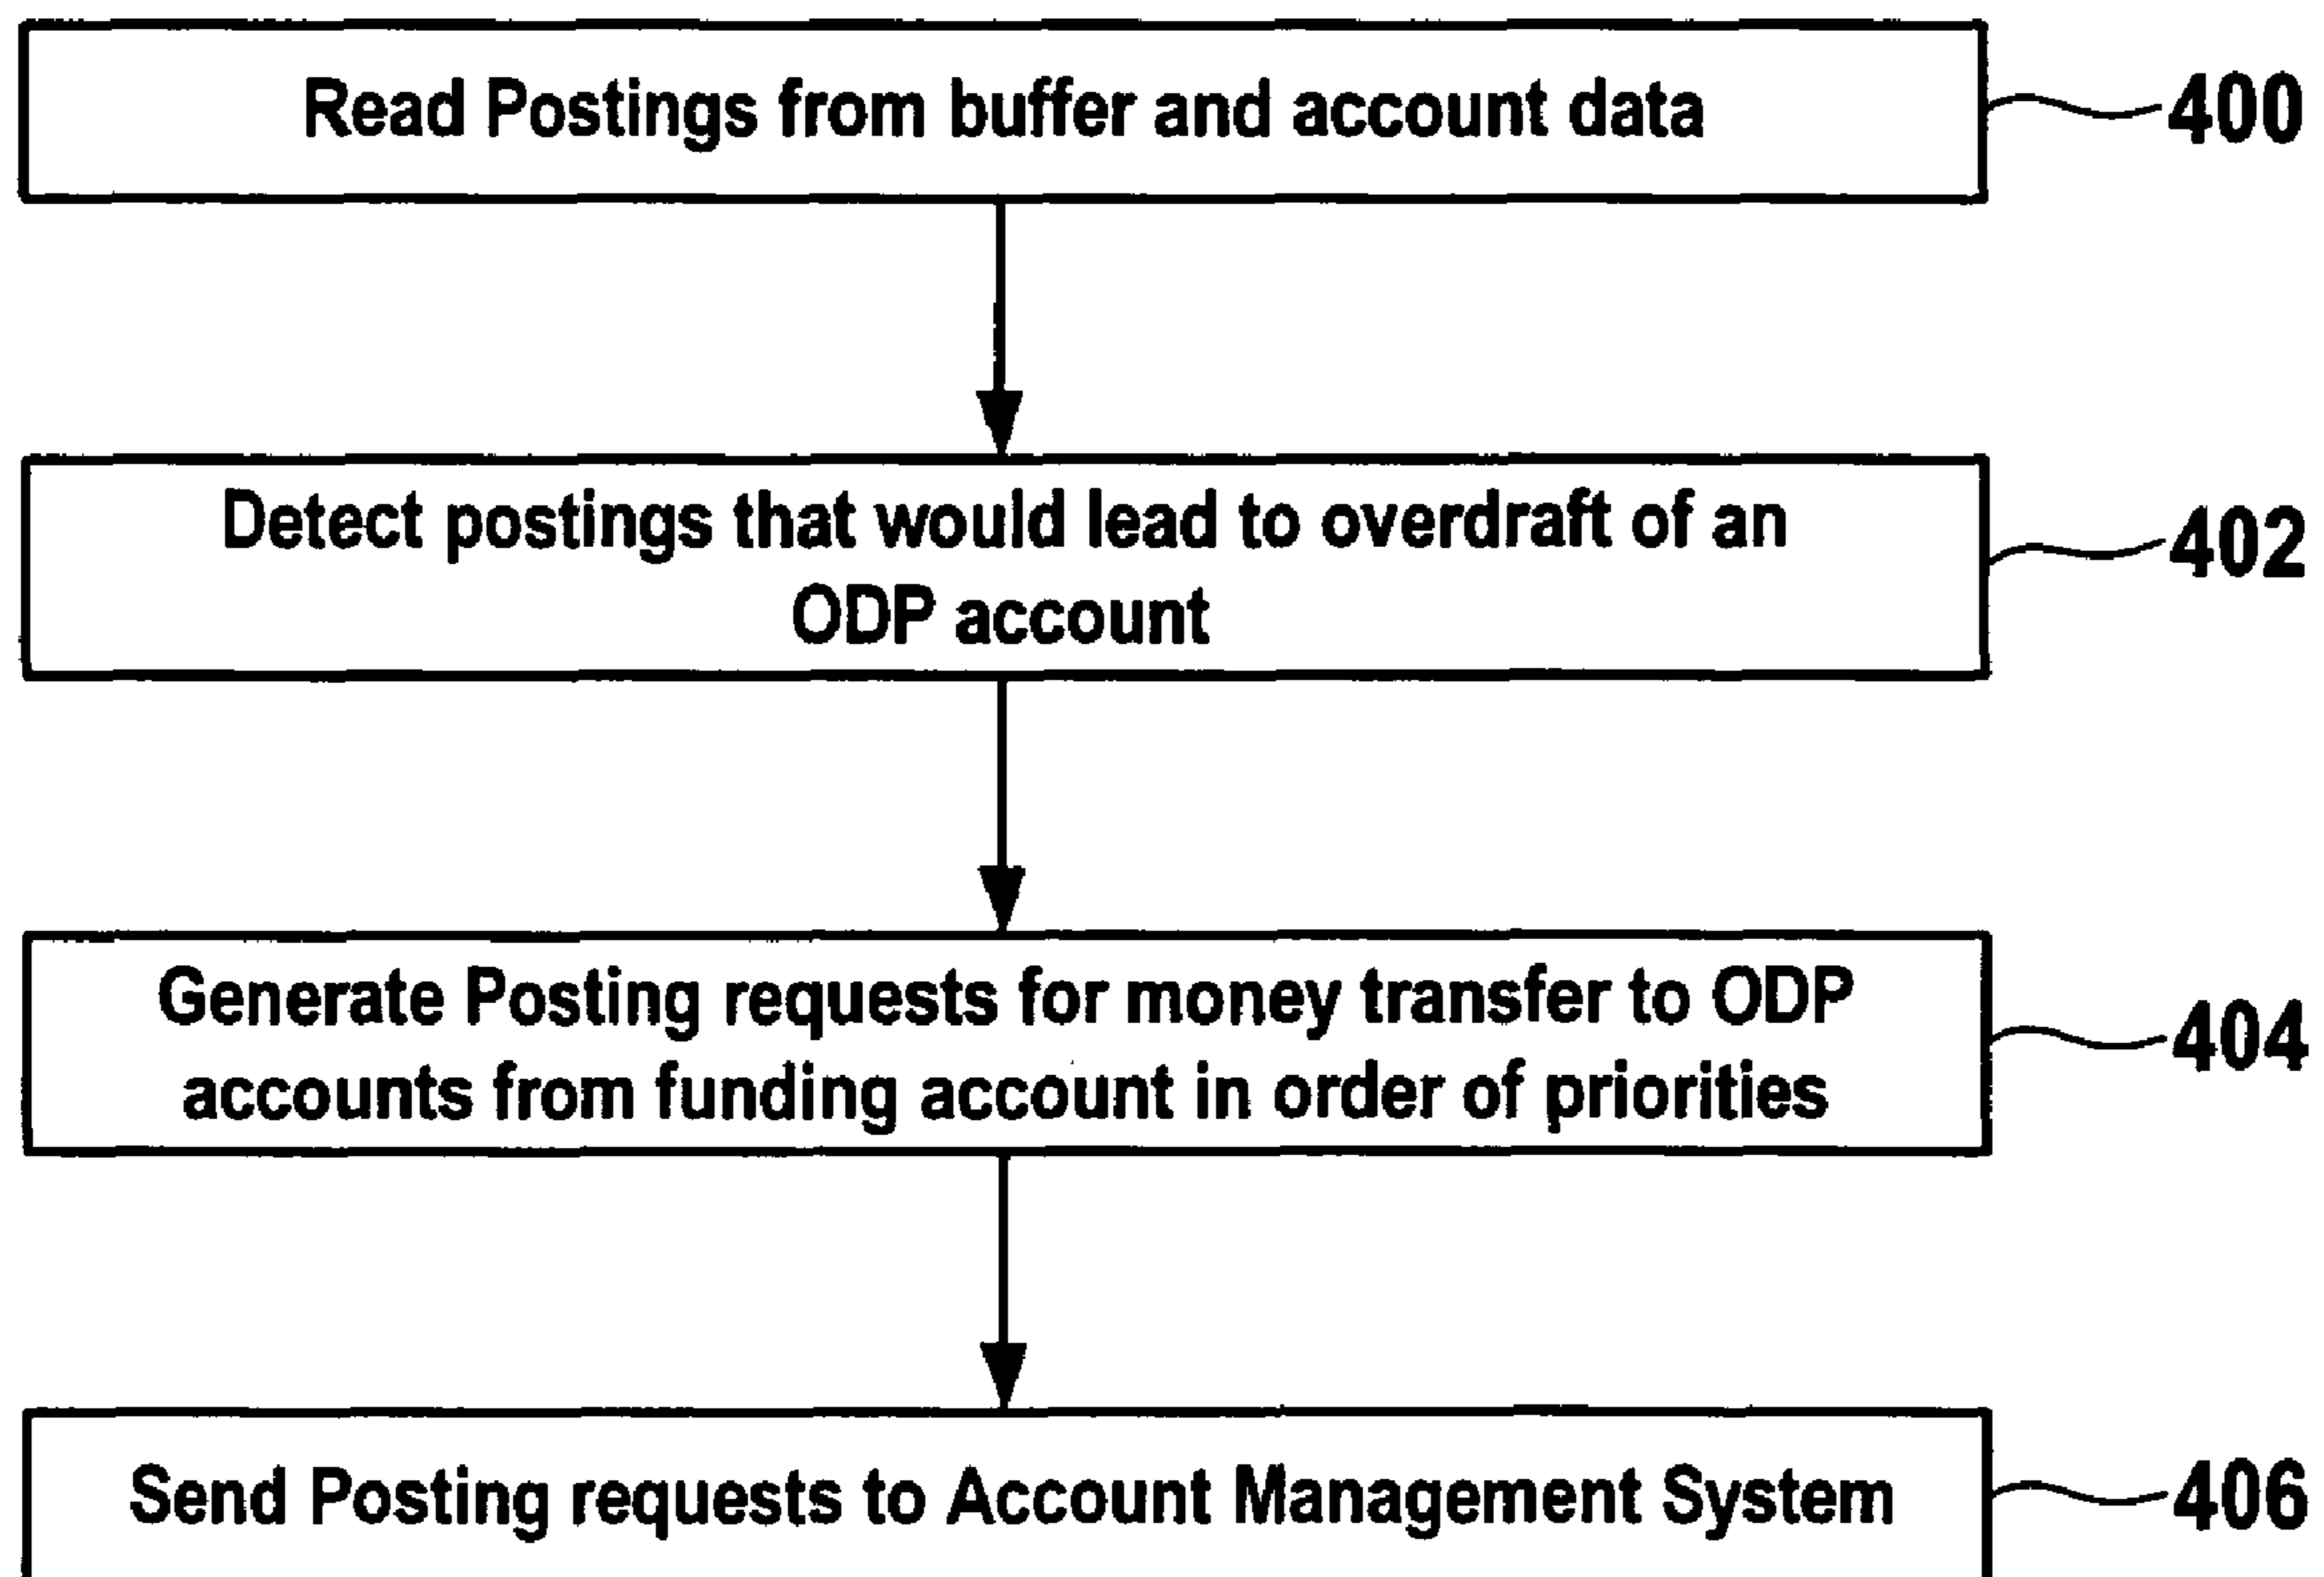 Read Postings from buffer and account data
400
Detect postings that would lead to overdraft of an
ODP account
402
Generate Posting requests for money transfer to ODP
accounts from funding account in order of priorities
404
Send Posting requests to Account Management System
406